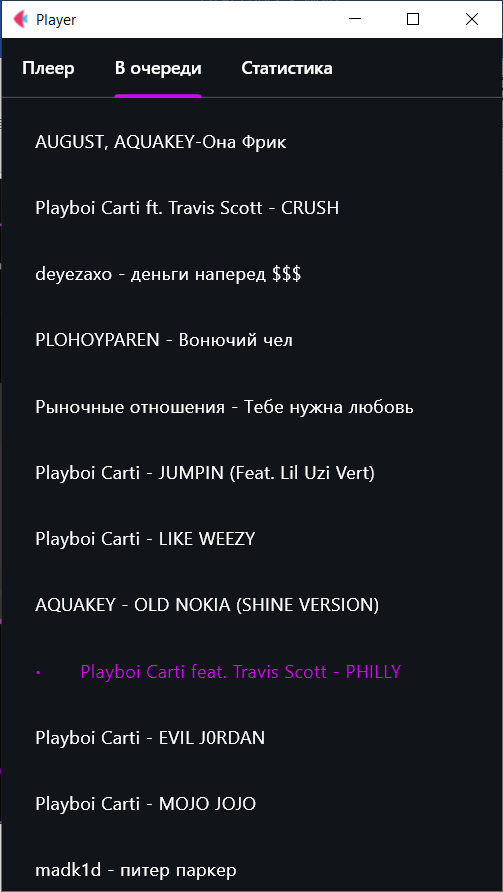 Player
Плеер В очереди Статистика
AUGUST, AQUAKEY-Она Фрик
Playboi Carti ft. Travis Scott - CRUSH
deyezaxo - деньги наперед $$$
PLOHOYPAREN - Вонючий чел
Рыночные отношения - Тебе нужна любовь
Playboi Carti - JUMPIN (Feat. Lil Uzi Vert)
Playboi Carti - LIKE WEEZY
AQUAKEY - OLD NOKIA (SHINE VERSION)
• Playboi Carti feat. Travis Scott - PHILLY
Playboi Carti - EVIL J0RDAN
Playboi Carti - MOJO JOJO
madk1d - питер паркер